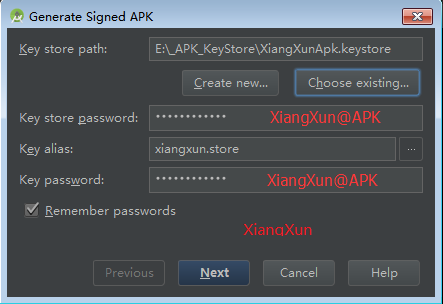 Generate Signed APK
Key store path: E:\_APK_KeyStore\XiangXunApk.keystore
Create new... Choose existing...
Key store password: •••••••••••• XiangXun@APK
Key alias: xiangxun.store ...
Key password: •••••••••••• XiangXun@APK
Remember passwords
XiangXun
Previous Next Cancel Help